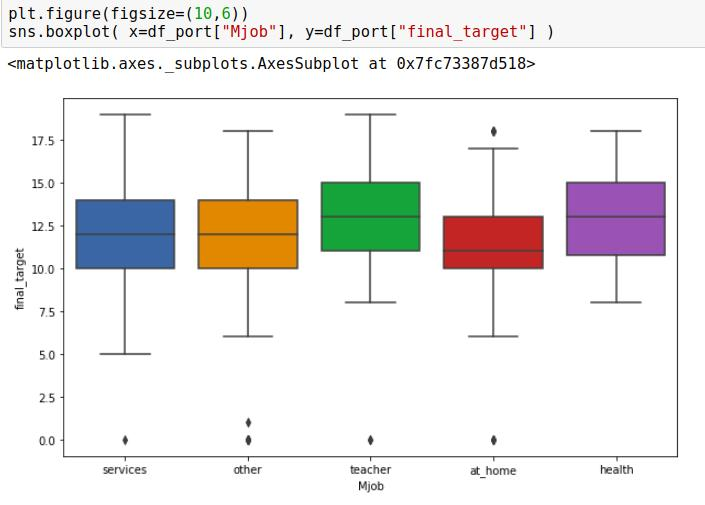 plt.figure(figsize=(10,6))
sns.boxplot( x=df_port["Mjob"], y=df_port["final_target"] )
<matplotlib.axes._subplots.AxesSubplot at 0x7fc73387d518>
17.5
15.0
12.5
10.0
7.5
5.0
2.5
0.0
final_target
services other teacher at_home health
Mjob